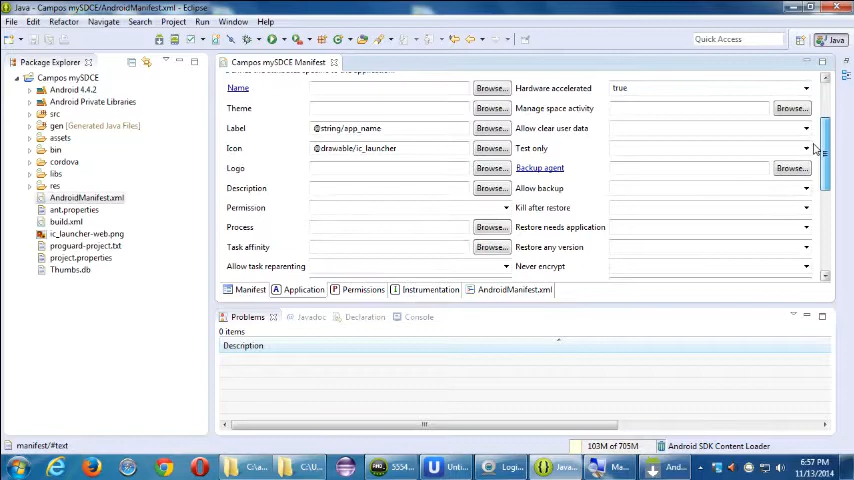 Java - Campos mySDCE/AndroidManifest.xml - Eclipse
File Edit Refactor Navigate Search Project Run Window Help
Quick Access
Java
Package Explorer
Campos mySDCE
Android 4.4.2
Android Private Libraries
src
gen [Generated Java Files]
assets
bin
cordova
libs
res
AndroidManifest.xml
ant.properties
build.xml
ic_launcher-web.png
proguard-project.txt
project.properties
Thumbs.db
Campos mySDCE Manifest
Name Browse... Hardware accelerated true
Theme Browse... Manage space activity Browse...
Label @string/app_name Browse... Allow clear user data
Icon @drawable/ic_launcher Browse... Test only
Logo Browse... Backup agent Browse...
Description Browse... Allow backup
Permission Kill after restore
Process Browse... Restore needs application
Task affinity Browse... Restore any version
Allow task reparenting Never encrypt
Manifest A Application P Permissions I Instrumentation AndroidManifest.xml
Problems @ Javadoc Declaration Console
0 items
Description
manifest/#text
103M of 705M
Android SDK Content Loader
C:\a... C:\U... 5554... Unti... Logi... Java... Ma... And...
6:57 PM
11/13/2014